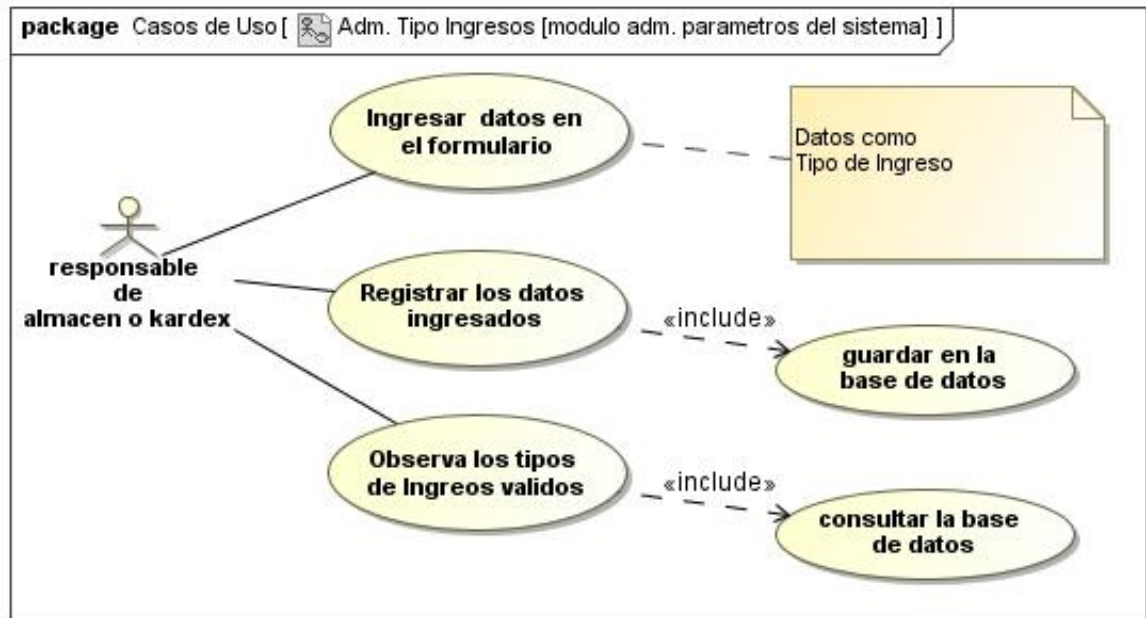 package Casos de Uso [ Adm. Tipo Ingresos [modulo adm. parametros del sistema] ]
Ingresar datos en
el formulario
Datos como
Tipo de Ingreso
responsable
de
almacen o kardex
Registrar los datos
ingresados
«include»
guardar en la
base de datos
Observa los tipos
de Ingreos validos
«include»
consultar la base
de datos